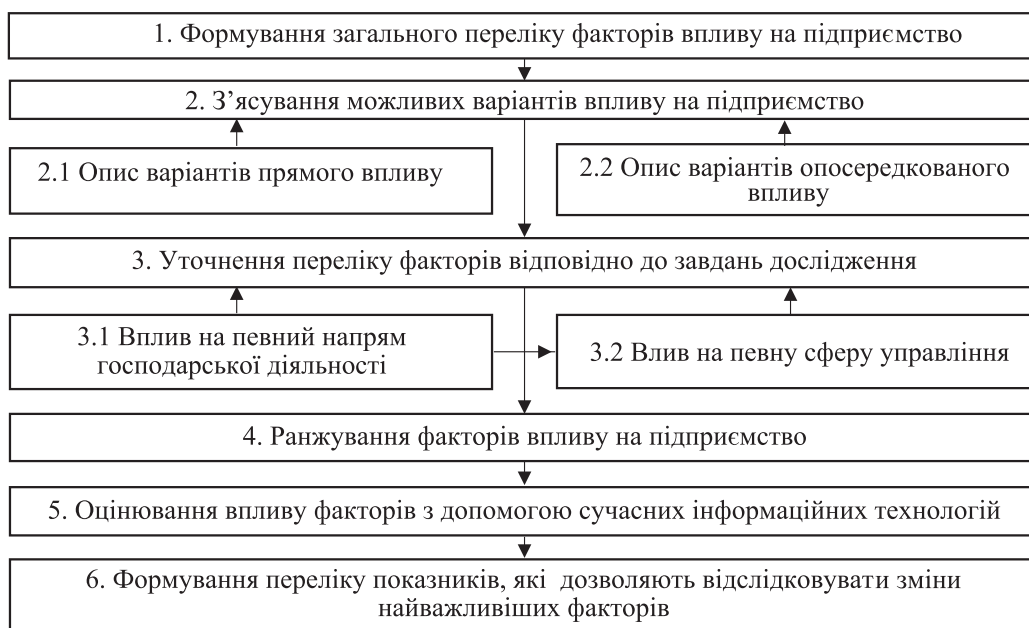 1. Формування загального переліку факторів впливу на підприємство
2. З’ясування можливих варіантів впливу на підприємство
2.1 Опис варіантів прямого впливу
2.2 Опис варіантів опосередкованого
впливу
3. Уточнення переліку факторів відповідно до завдань дослідження
3.1 Вплив на певний напрям
господарської діяльності
3.2 Влив на певну сферу управління
4. Ранжування факторів впливу на підприємство
5. Оцінювання впливу факторів з допомогою сучасних інформаційних технологій
6. Формування переліку показників, які дозволяють відслідковувати зміни
найважливіших факторів